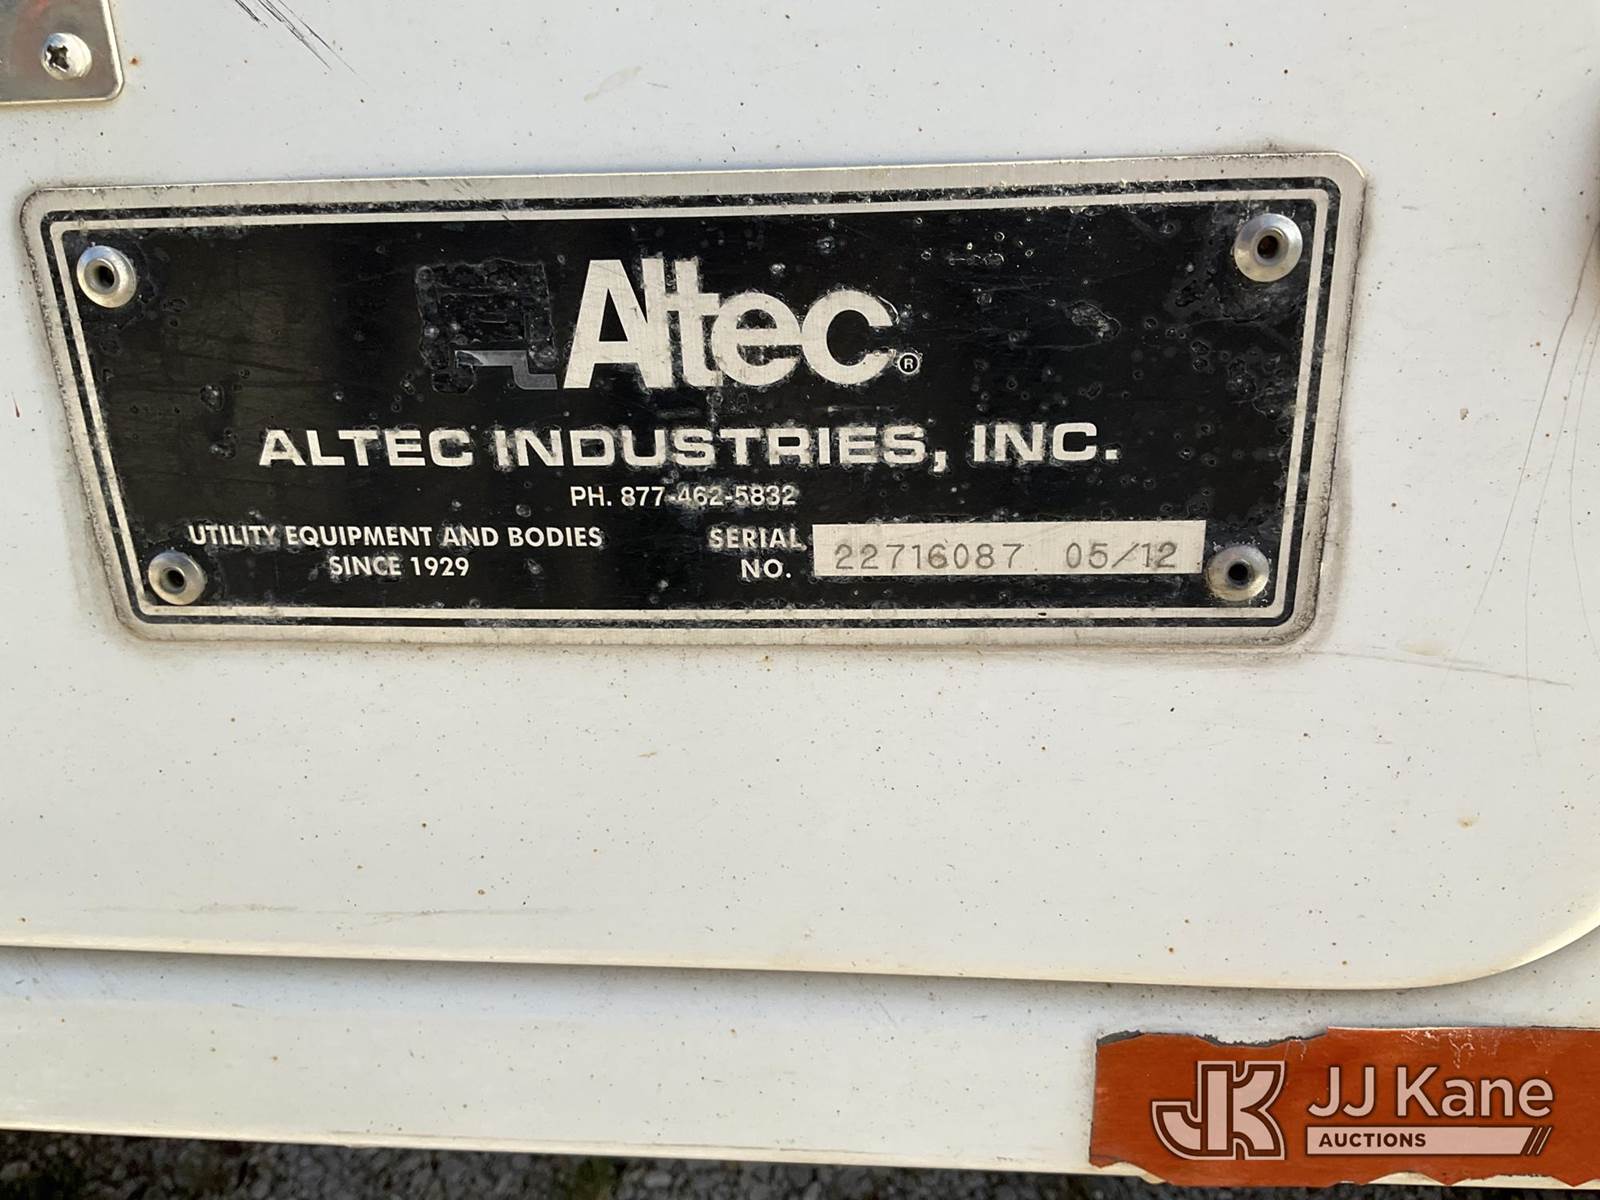 Altec®
ALTEC INDUSTRIES, INC.
PH. 877-462-5832
UTILITY EQUIPMENT AND BODIES
SINCE 1929
SERIAL
NO.
22716087 05/12
JK
JJ Kane
AUCTIONS